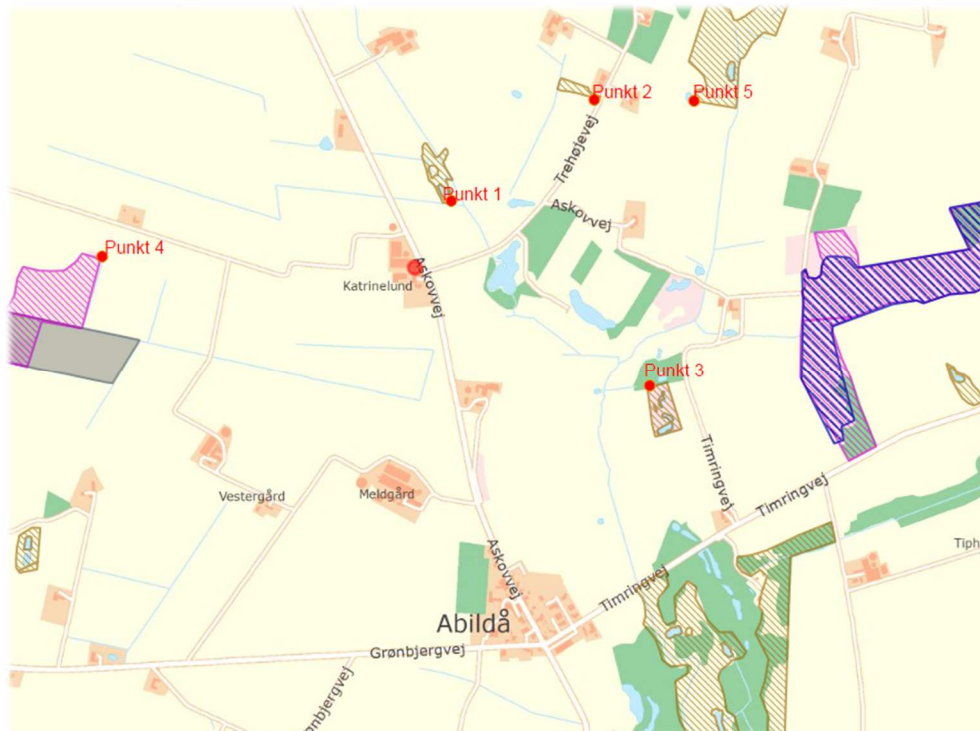 Punkt 2
Punkt 5
Trehøjevej
Punkt 1
Askovvej
Punkt 4
Askovvej
Katrinelund
Punkt 3
Timringvej
Timringvej
Vestergård
Meldgård
Askovvej
Tiph
Timringvej
Abildå
Grønbjergvej
nbjergvej